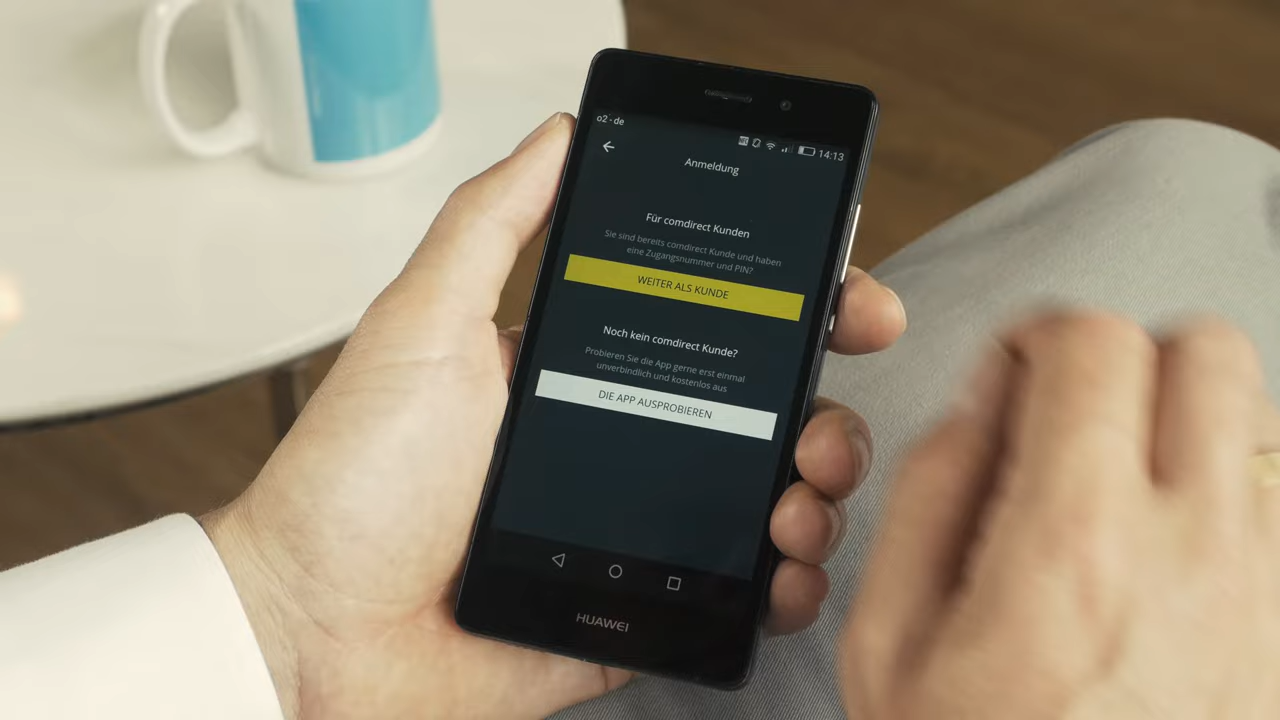 o2 - de
14:13
Anmeldung
Für comdirect Kunden
Sie sind bereits comdirect Kunde und haben
eine Zugangsnummer und PIN?
WEITER ALS KUNDE
Noch kein comdirect Kunde?
Probieren Sie die App gerne erst einmal
unverbindlich und kostenlos aus
DIE APP AUSPROBIEREN
HUAWEI